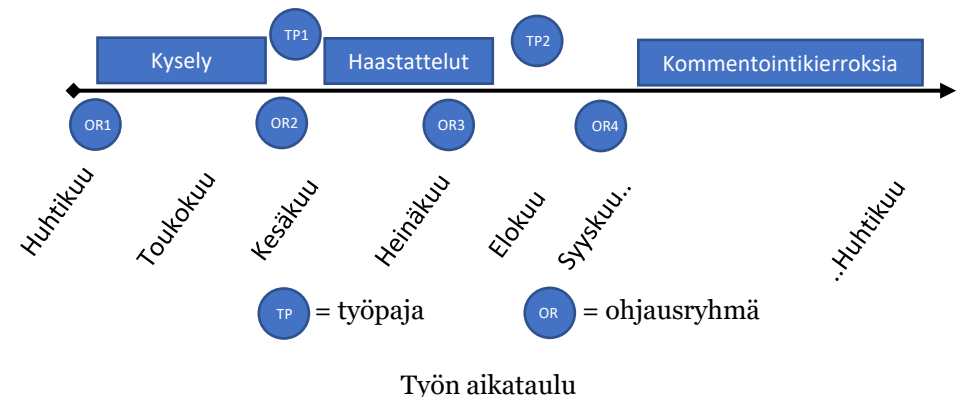 TP1
TP2
Kysely
Haastattelut
Kommentointikierroksia
OR1
OR2
OR3
OR4
Huhtikuu
Toukokuu
Kesäkuu
Heinäkuu
Elokuu
Syyskuu..
..Huhtikuu
TP = työpaja
OR = ohjausryhmä
Työn aikataulu